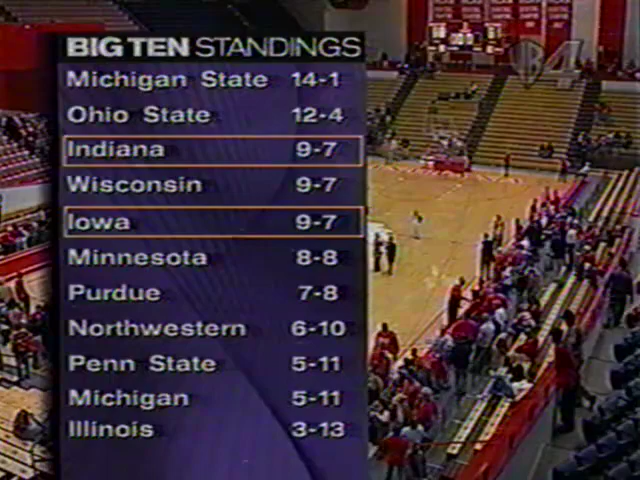 BIG TEN STANDINGS
Michigan State 14-1
Ohio State 12-4
Indiana 9-7
Wisconsin 9-7
Iowa 9-7
Minnesota 8-8
Purdue 7-8
Northwestern 6-10
Penn State 5-11
Michigan 5-11
Illinois 3-13
4